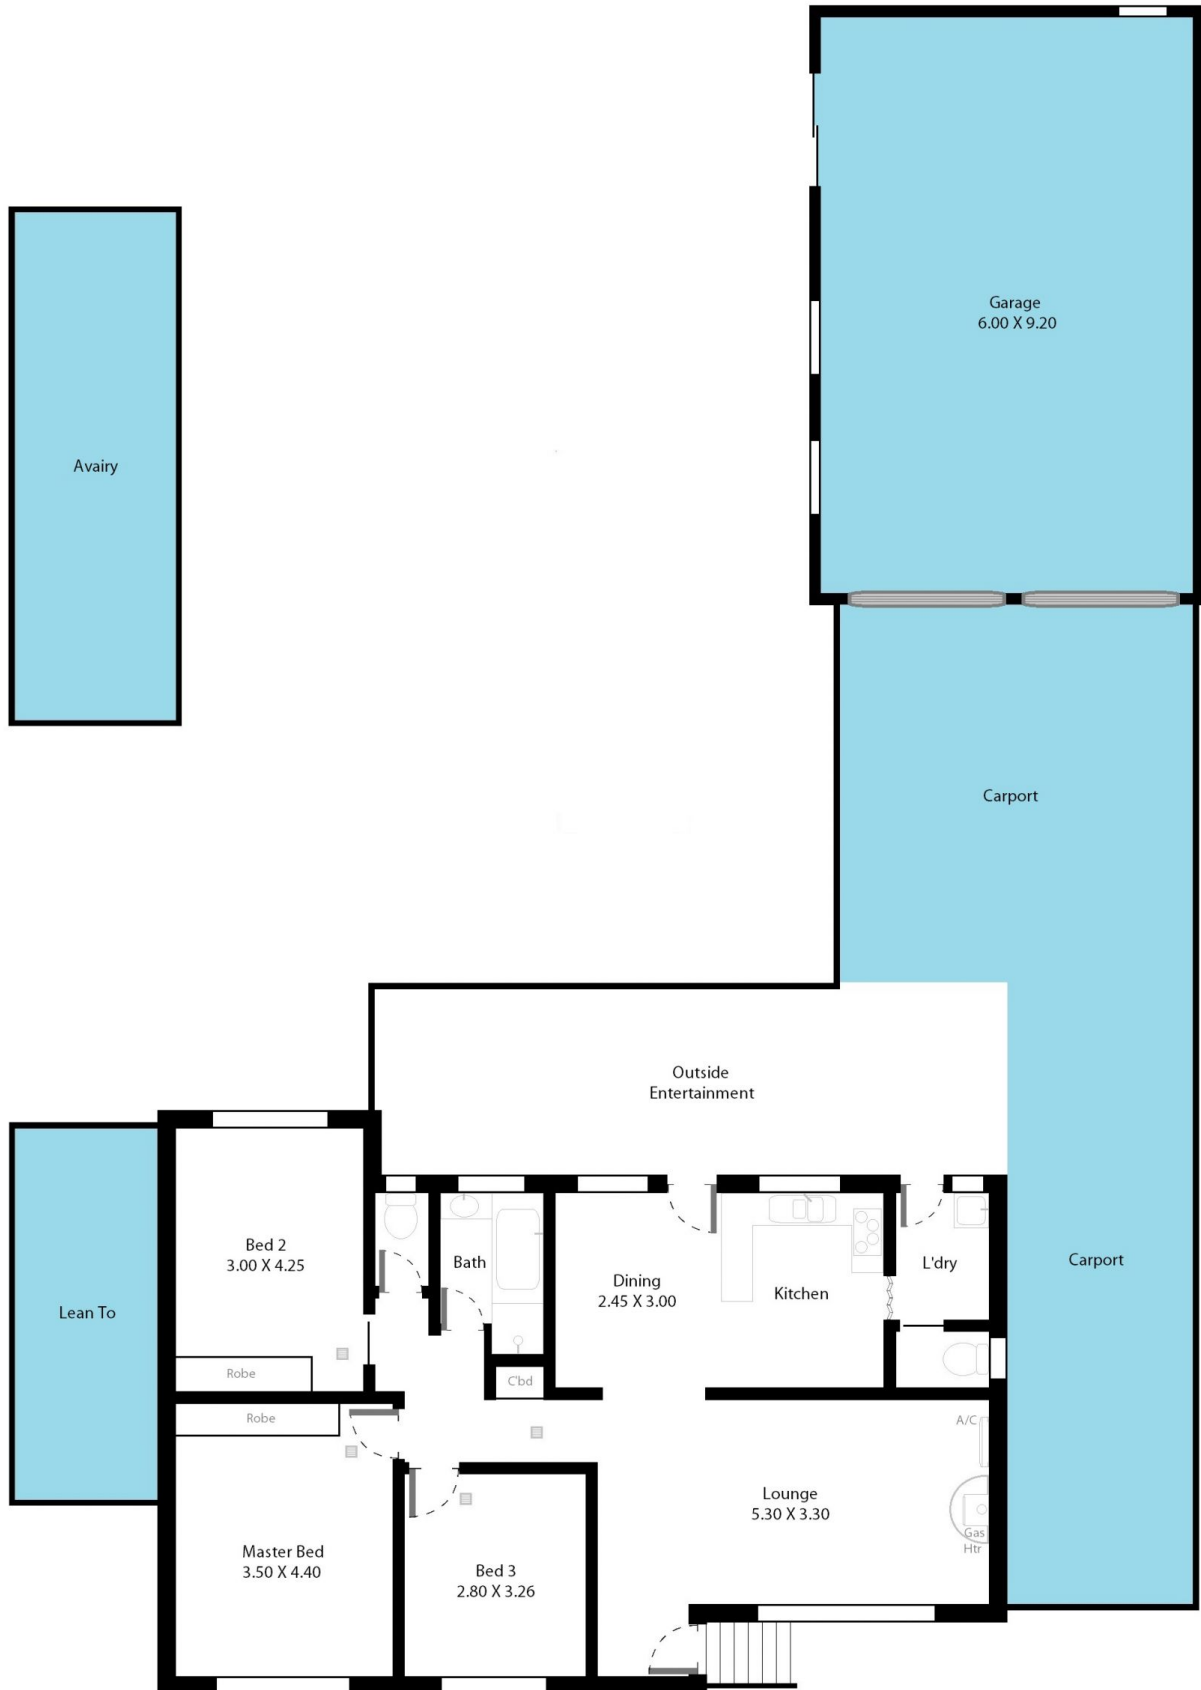 Garage
6.00 X 9.20
Avairy
Carport
Outside
Entertainment
Bed 2
3.00 X 4.25
Bath
Dining
2.45 X 3.00
Kitchen
L'dry
Carport
Lean To
Robe
C'bd
Robe
A/C
Lounge
5.30 X 3.30
Gas
Htr
Master Bed
3.50 X 4.40
Bed 3
2.80 X 3.26